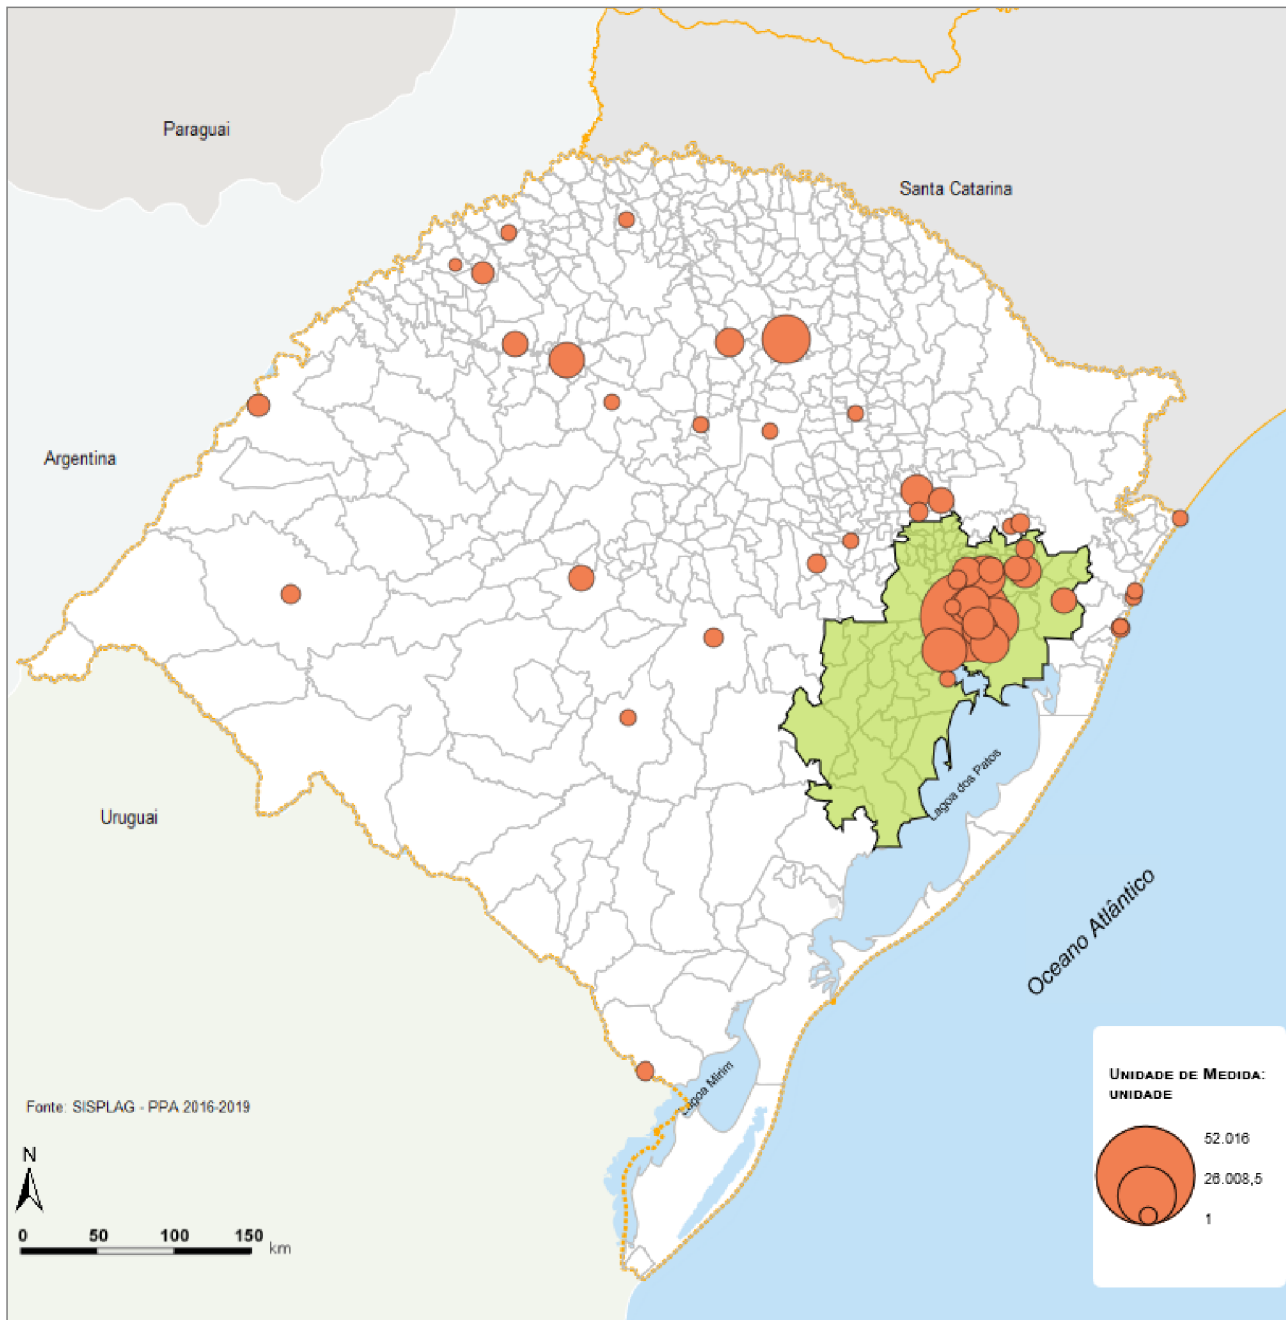 Paraguai
Santa Catarina
Argentina
Uruguai
Lagoa dos Patos
Oceano Atlântico
Lagoa Mirim
Fonte: SISPLAG - PPA 2016-2019
N
0 50 100 150
km
UNIDADE DE MEDIDA:
UNIDADE
52.016
26.008,5
1